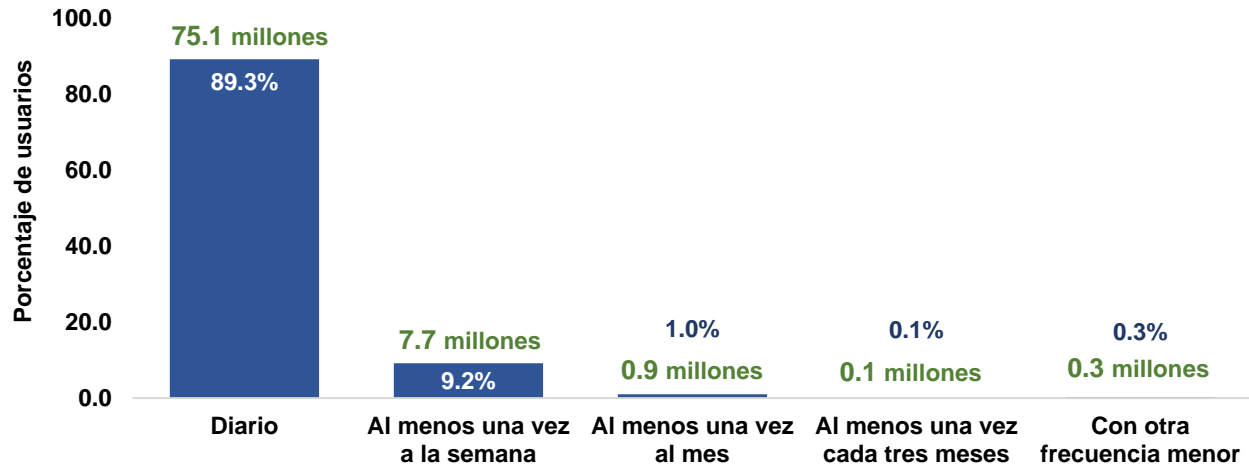 Porcentaje de usuarios
100.0
80.0
60.0
40.0
20.0
0.0
75.1 millones
89.3%
7.7 millones
9.2%
1.0%
0.9 millones
0.1%
0.1 millones
0.3%
0.3 millones
Diario
Al menos una vez
a la semana
Al menos una vez
al mes
Al menos una vez
cada tres meses
Con otra
frecuencia menor